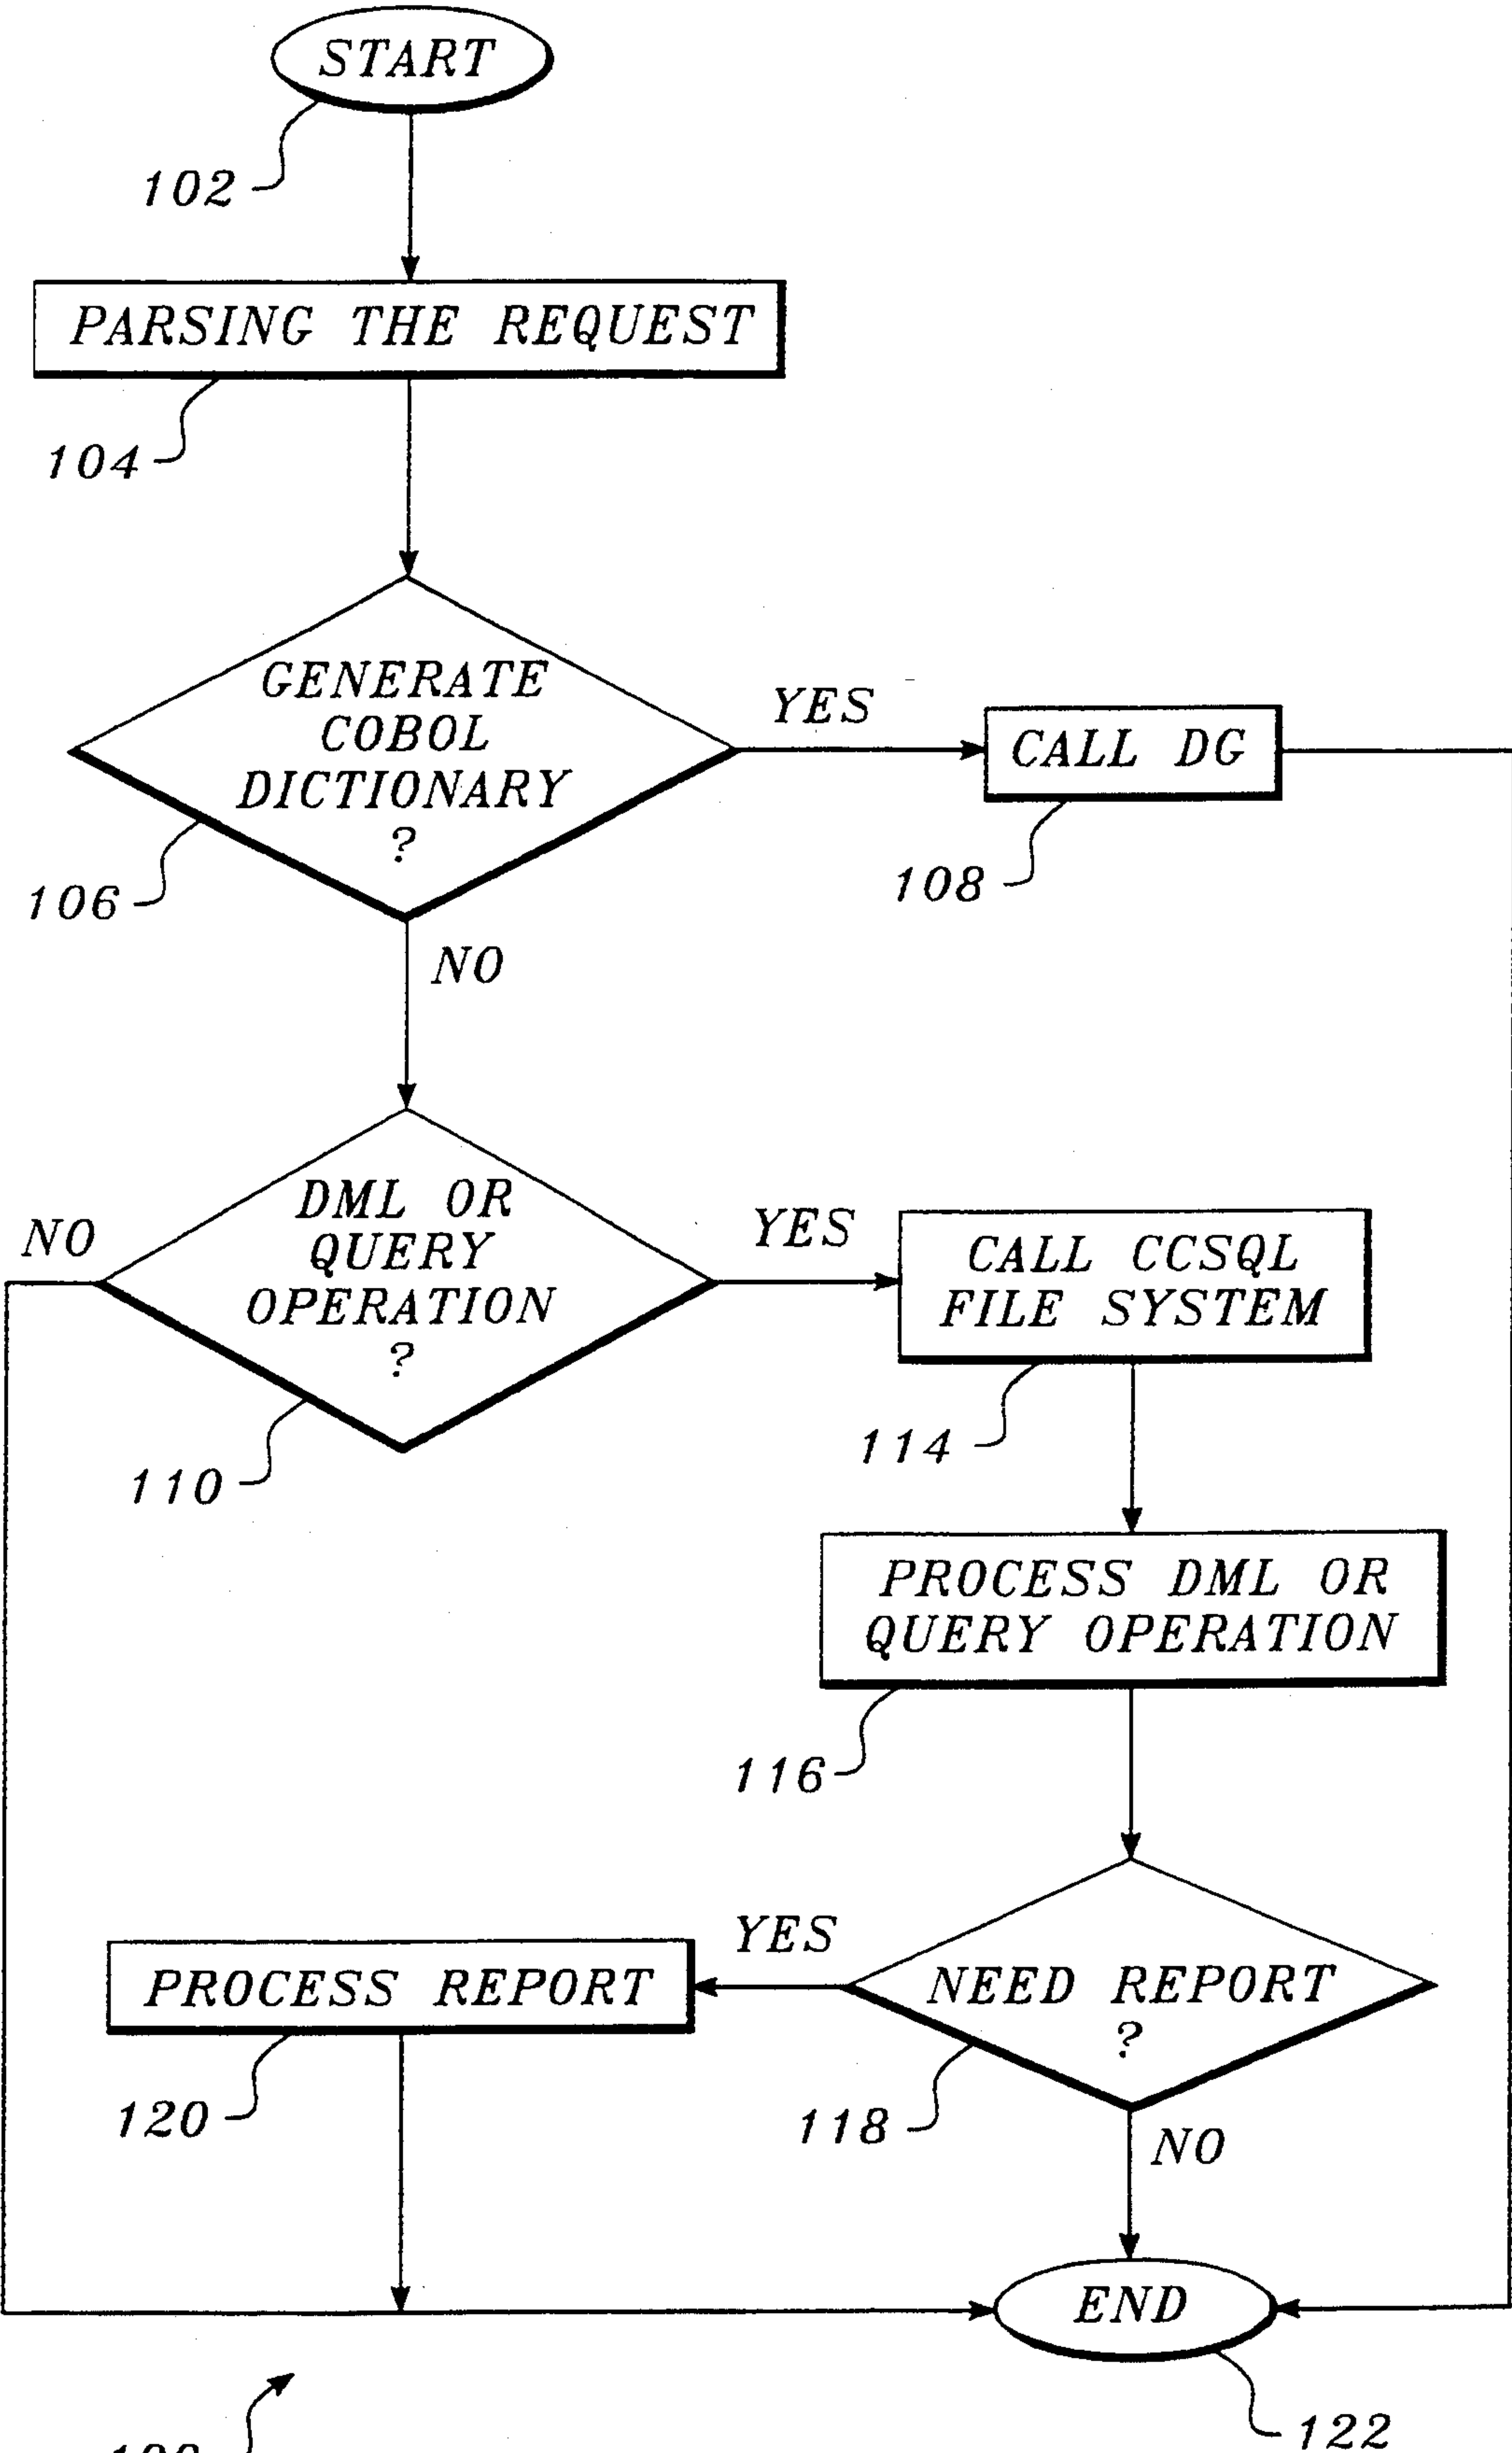 START
102
PARSING THE REQUEST
104
GENERATE
COBOL
DICTIONARY
?
YES
CALL DG
106
108
NO
DML OR
QUERY
OPERATION
?
NO
YES
CALL CCSQL
FILE SYSTEM
110
114
PROCESS DML OR
QUERY OPERATION
116
YES
PROCESS REPORT
NEED REPORT
?
120
118
NO
END
122